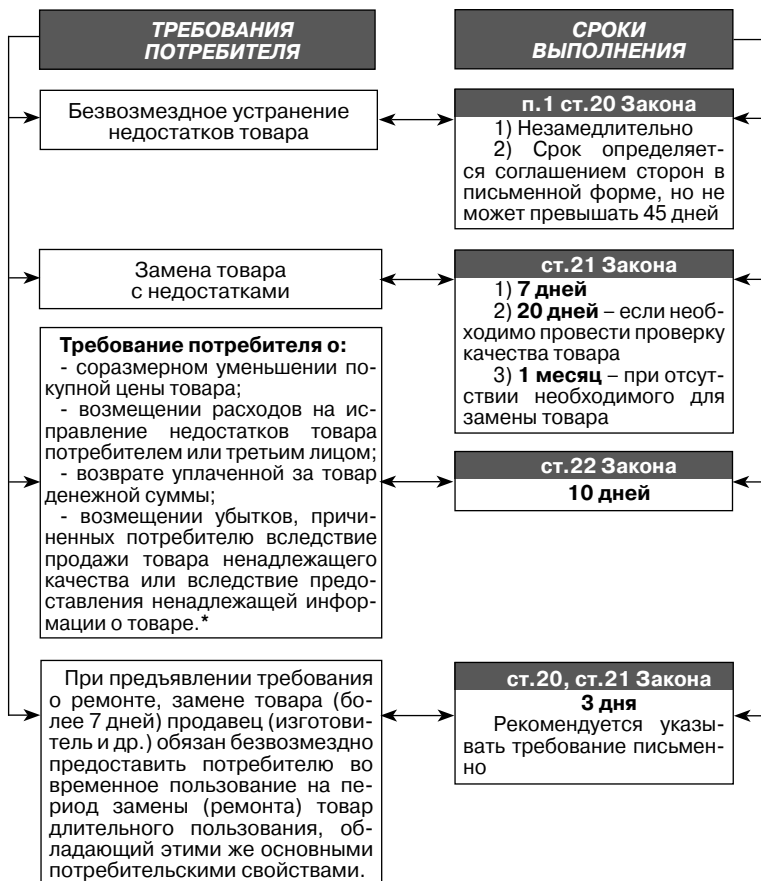 ТРЕБОВАНИЯ
ПОТРЕБИТЕЛЯ
СРОКИ
ВЫПОЛНЕНИЯ
Безвозмездное устранение
недостатков товара
п.1 ст.20 Закона
1) Незамедлительно
2) Срок определяет-
ся соглашением сторон в
письменной форме, но не
может превышать 45 дней
Замена товара
с недостатками
ст.21 Закона
1) 7 дней
2) 20 дней – если необ-
ходимо провести проверку
качества товара
3) 1 месяц – при отсут-
ствии необходимого для
замены товара
Требование потребителя о:
- соразмерном уменьшении по-
купной цены товара;
- возмещении расходов на ис-
правление недостатков товара
потребителем или третьим лицом;
- возврате уплаченной за товар
денежной суммы;
- возмещении убытков, причи-
ненных потребителю вследствие
продажи товара ненадлежащего
качества или вследствие предо-
ставления ненадлежащей инфор-
мации о товаре.*
ст.22 Закона
10 дней
При предъявлении требования
о ремонте, замене товара (бо-
лее 7 дней) продавец (изготови-
тель и др.) обязан безвозмездно
предоставить потребителю во
временное пользование на пе-
риод замены (ремонта) товар
длительного пользования, об-
ладающий этими же основными
потребительскими свойствами.
ст.20, ст.21 Закона
3 дня
Рекомендуется указы-
вать требование письмен-
но